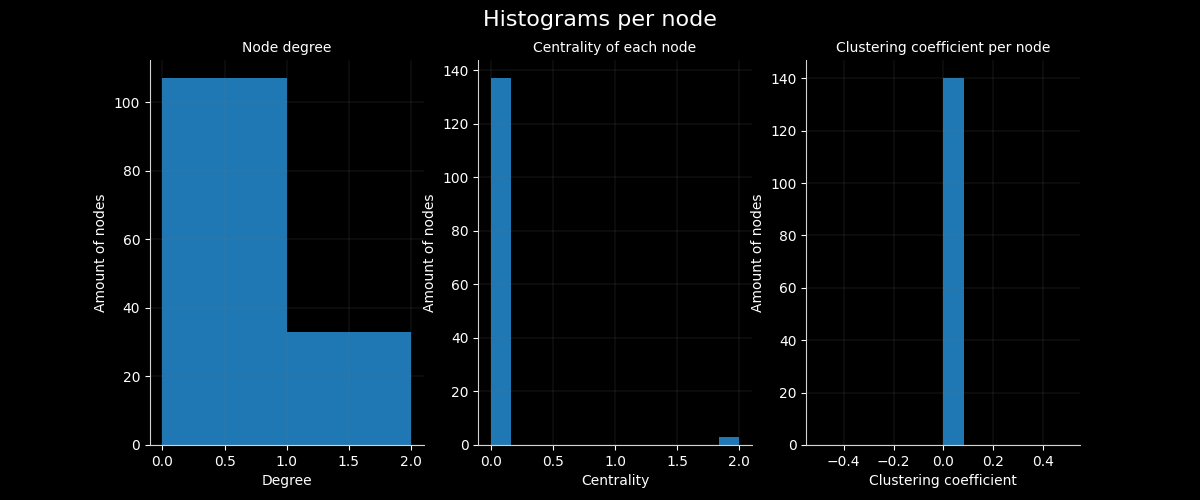 Histograms per node
Node degree
Amount of nodes
100
80
60
40
20
0
0.0 0.5 1.0 1.5 2.0
Degree
Centrality of each node
Amount of nodes
140
120
100
80
60
40
20
0
0.0 0.5 1.0 1.5 2.0
Centrality
Clustering coefficient per node
Amount of nodes
140
120
100
80
60
40
20
0
−0.4 −0.2 0.0 0.2 0.4
Clustering coefficient